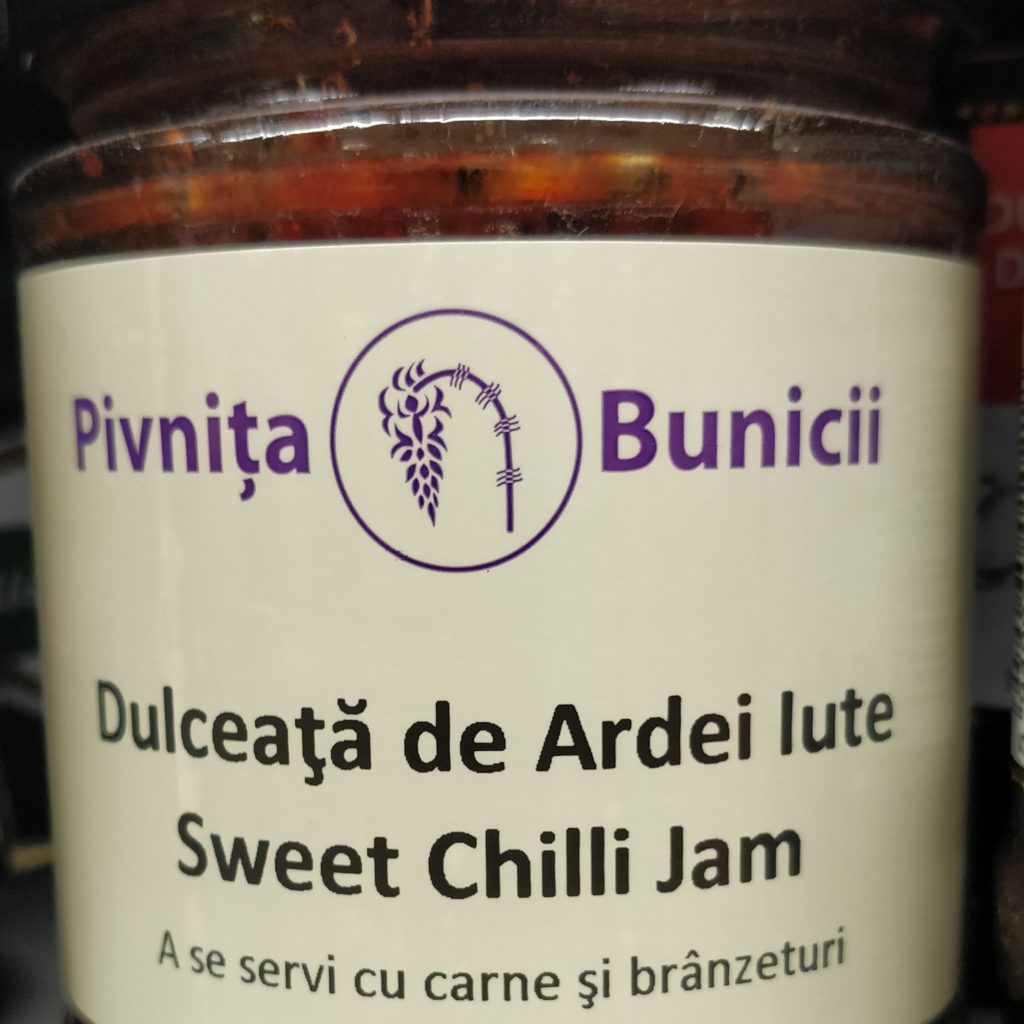 Pivnița Bunicii
Dulceaţă de Ardei Iute
Sweet Chilli Jam
A se servi cu carne şi brânzeturi